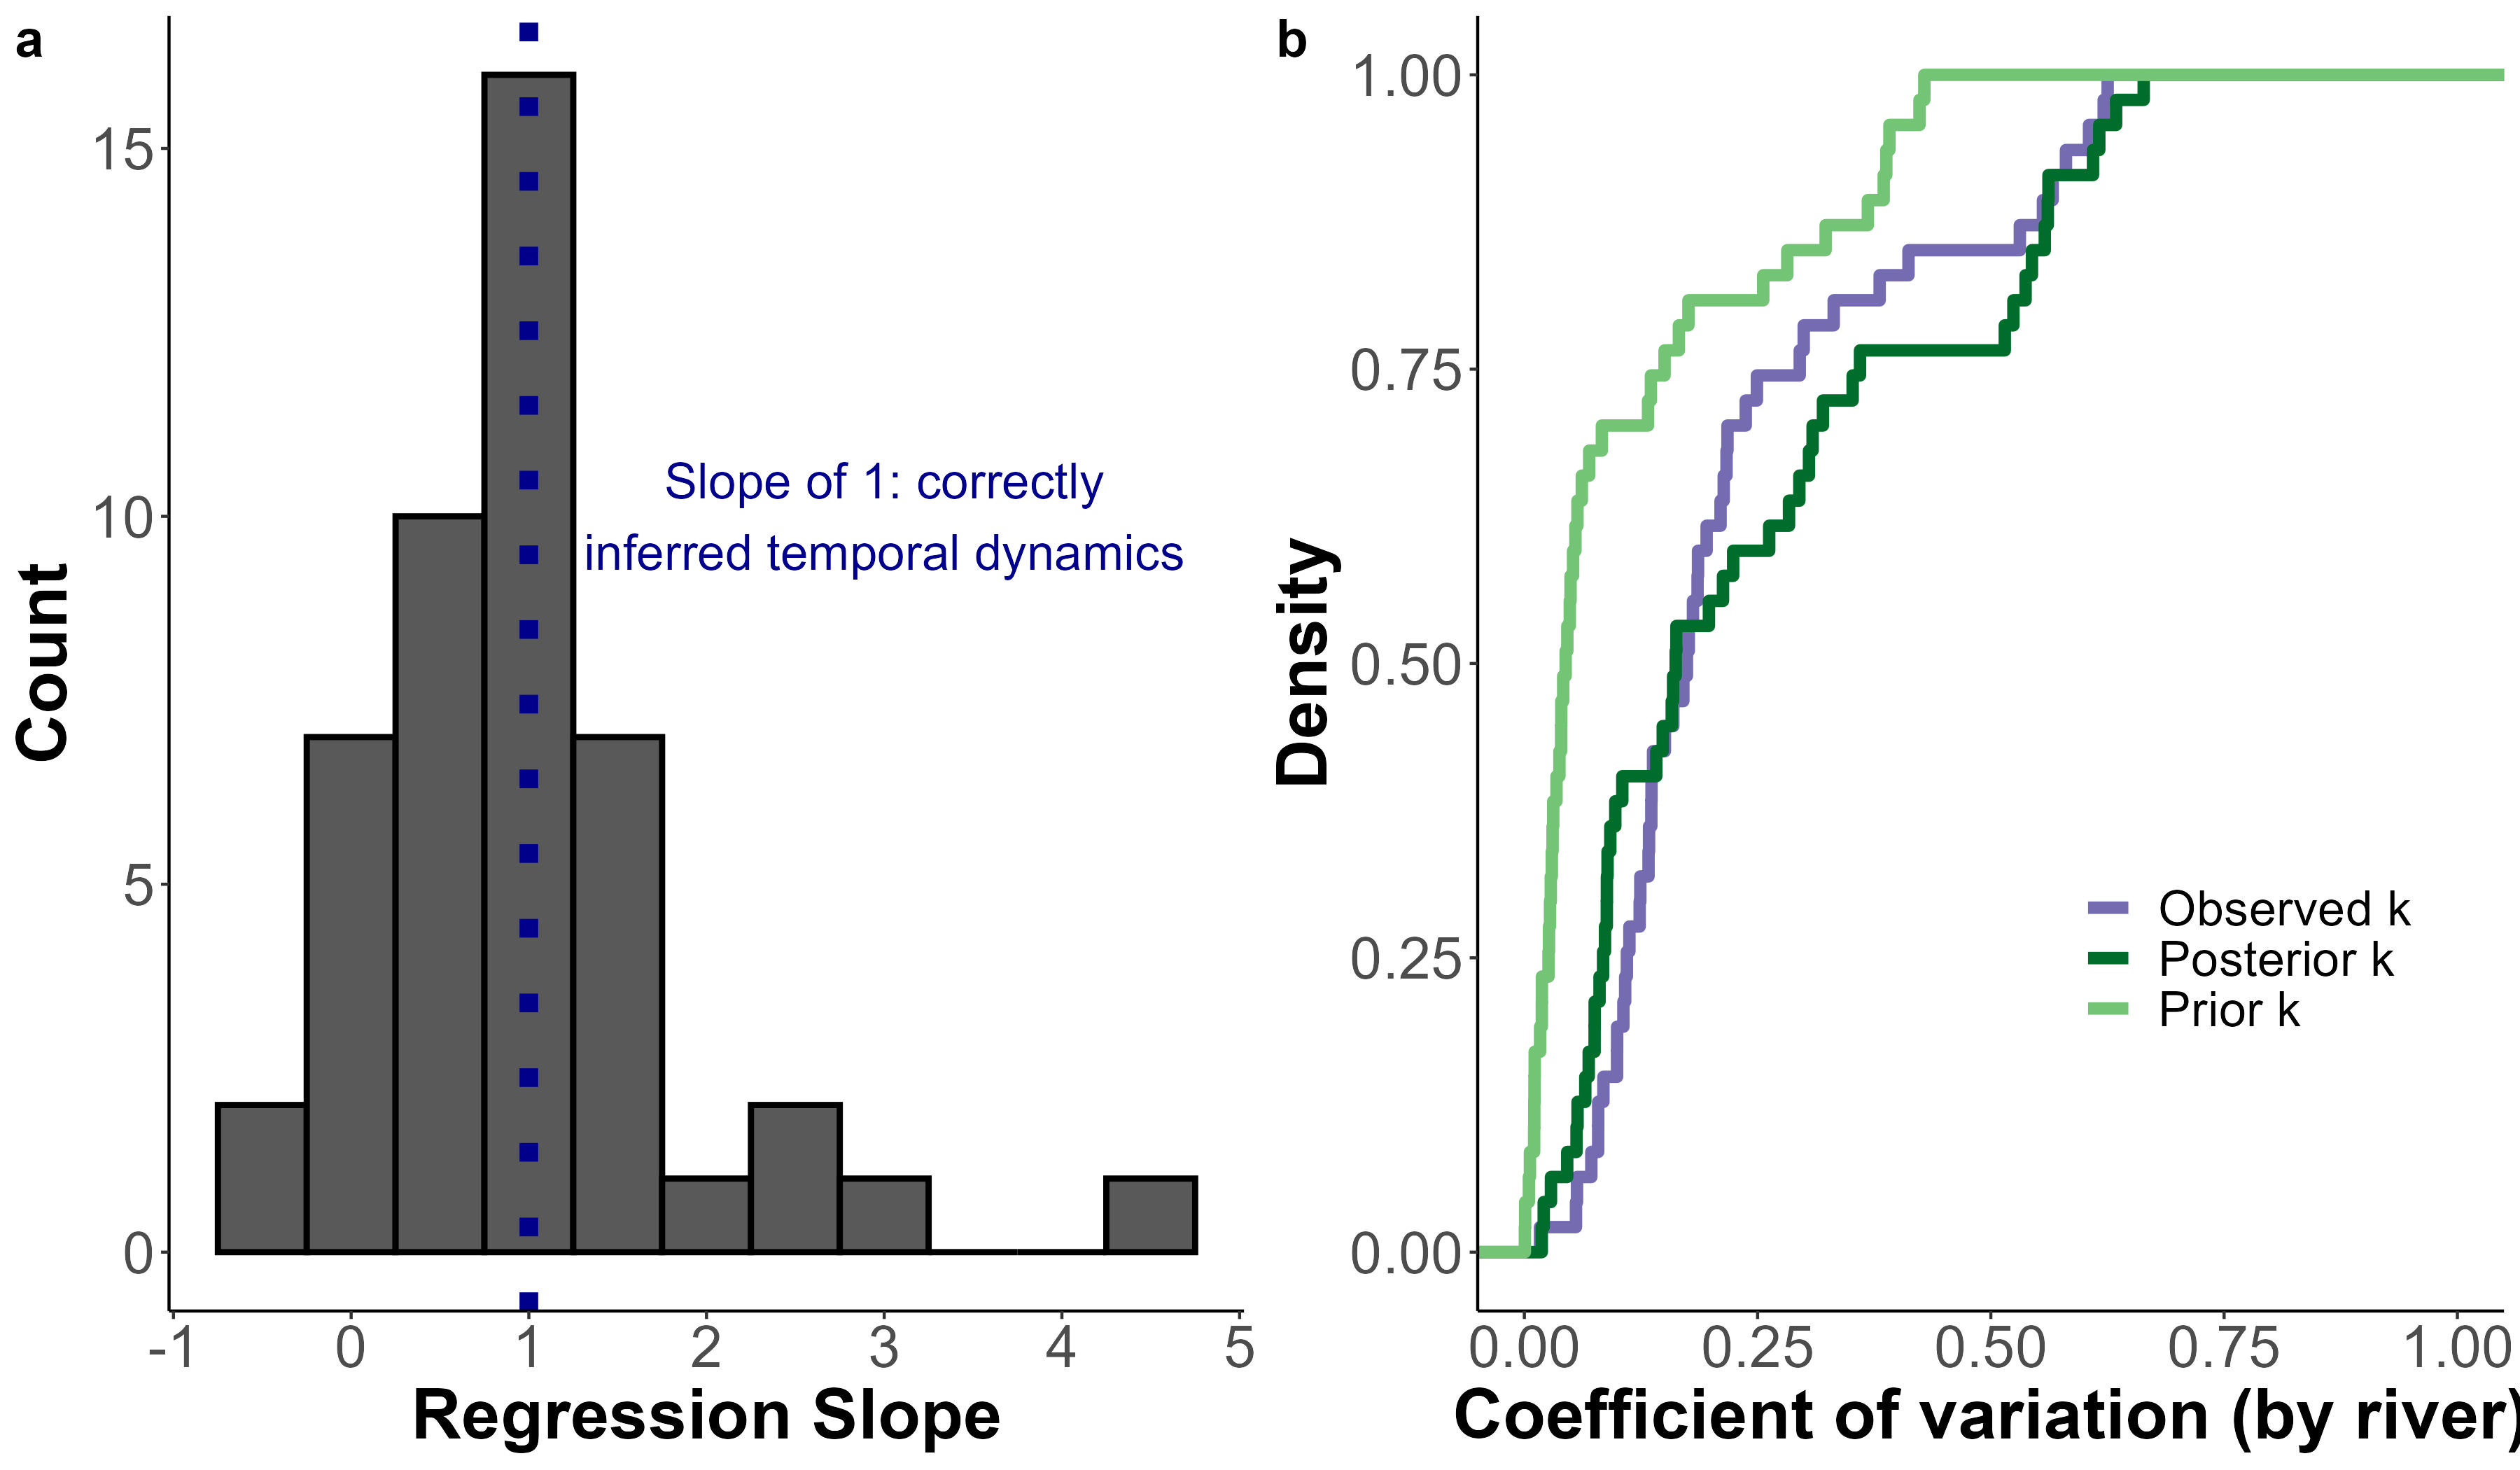 a
15
10
5
0
Count
-1
0
1
2
3
4
5
Regression Slope
Slope of 1: correctly
inferred temporal dynamics
b
1.00
0.75
0.50
0.25
0.00
Density
0.00
0.25
0.50
0.75
1.00
Coefficient of variation (by river)
Observed k
Posterior k
Prior k